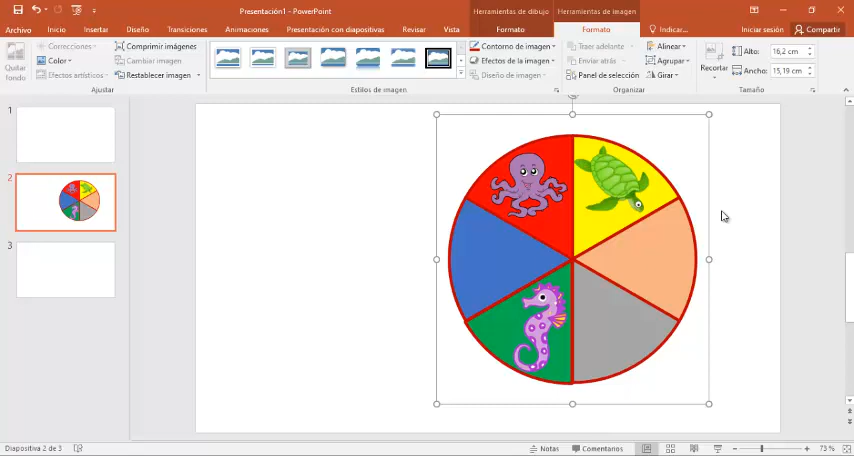 Presentación1 - PowerPoint
Herramientas de dibujo
Herramientas de imagen
Archivo Inicio Insertar Diseño Transiciones Animaciones Presentación con diapositivas Revisar Vista Formato Formato Indicar... Iniciar sesión Compartir
Quitar fondo
Correcciones
Color
Efectos artísticos
Comprimir imágenes
Cambiar imagen
Restablecer imagen
Ajustar
Contorno de imagen
Efectos de la imagen
Diseño de imagen
Estilos de imagen
Traer adelante
Enviar atrás
Panel de selección
Alinear
Agrupar
Girar
Organizar
Recortar
Alto: 16,2 cm
Ancho: 15,19 cm
Tamaño
1
2
3
Diapositiva 2 de 3
Notas
Comentarios
73 %